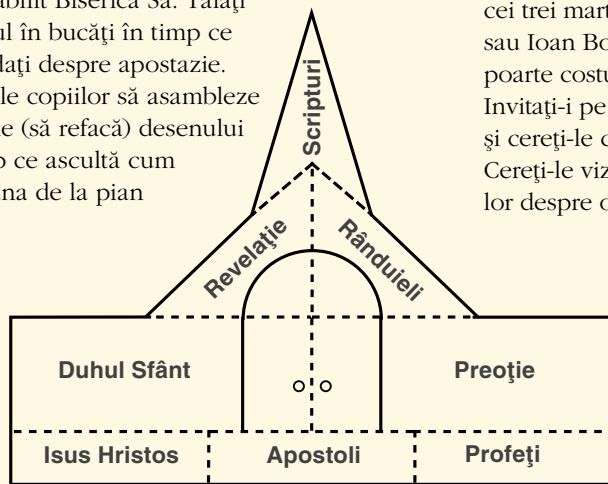 abilit Biserica Sa. Tăiaţi
ul în bucăţi în timp ce
daţi despre apostazie.
le copiilor să asambleze
e (să refacă) desenului
p ce ascultă cum
na de la pian
cei trei mart
sau Ioan Bo
poarte costu
Invitaţi-i pe
şi cereţi-le
Cereţi-le viz
lor despre
Scripturi
Revelaţie
Rânduieli
Duhul Sfânt
Preoţie
Isus Hristos
Apostoli
Profeţi